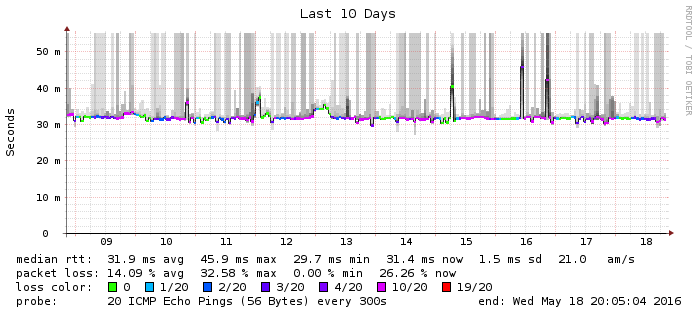 Last 10 Days
RRDTOOL / TOBI OETIKER
Seconds
50 m
40 m
30 m
20 m
10 m
0
09 10 11 12 13 14 15 16 17 18
median rtt: 31.9 ms avg 45.9 ms max 29.7 ms min 31.4 ms now 1.5 ms sd 21.0 am/s
packet loss: 14.09 % avg 32.58 % max 0.00 % min 26.26 % now
loss color: 0 1/20 2/20 3/20 4/20 10/20 19/20
probe: 20 ICMP Echo Pings (56 Bytes) every 300s end: Wed May 18 20:05:04 2016